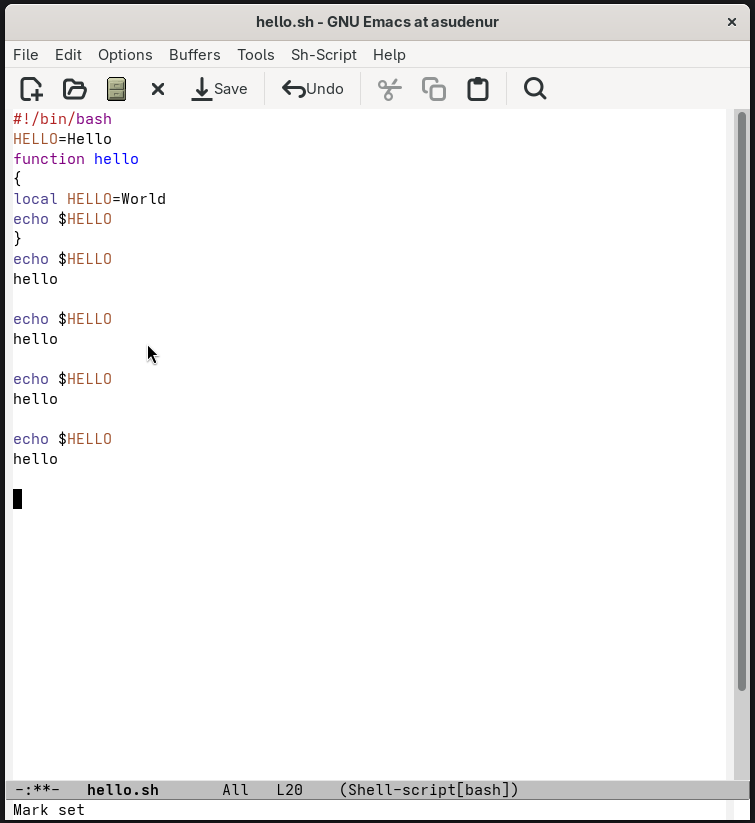 hello.sh - GNU Emacs at asudenur
File Edit Options Buffers Tools Sh-Script Help
Save Undo
#!/bin/bash
HELLO=Hello
function hello
{
local HELLO=World
echo $HELLO
}
echo $HELLO
hello
echo $HELLO
hello
echo $HELLO
hello
echo $HELLO
hello
-:**- hello.sh All L20 (Shell-script[bash])
Mark set